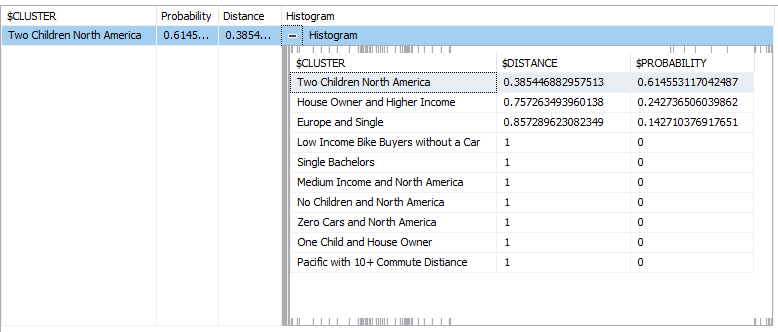 $CLUSTER Probability Distance Histogram
Two Children North America 0.6145... 0.3854... Histogram
$CLUSTER $DISTANCE $PROBABILITY
Two Children North America 0.385446882957513 0.614553117042487
House Owner and Higher Income 0.757263493960138 0.242736506039862
Europe and Single 0.857289623082349 0.142710376917651
Low Income Bike Buyers without a Car 1 0
Single Bachelors 1 0
Medium Income and North America 1 0
No Children and North America 1 0
Zero Cars and North America 1 0
One Child and House Owner 1 0
Pacific with 10+ Commute Distiance 1 0